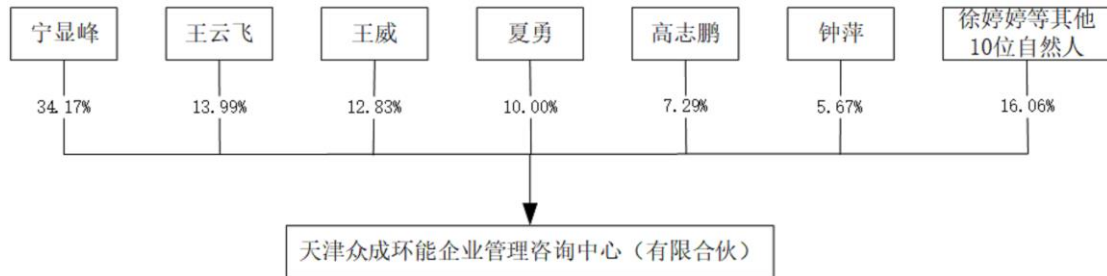 宁显峰
王云飞
王威
夏勇
高志鹏
钟萍
徐婷婷等其他
10位自然人
34.17%
13.99%
12.83%
10.00%
7.29%
5.67%
16.06%
天津众成环能企业管理咨询中心（有限合伙）